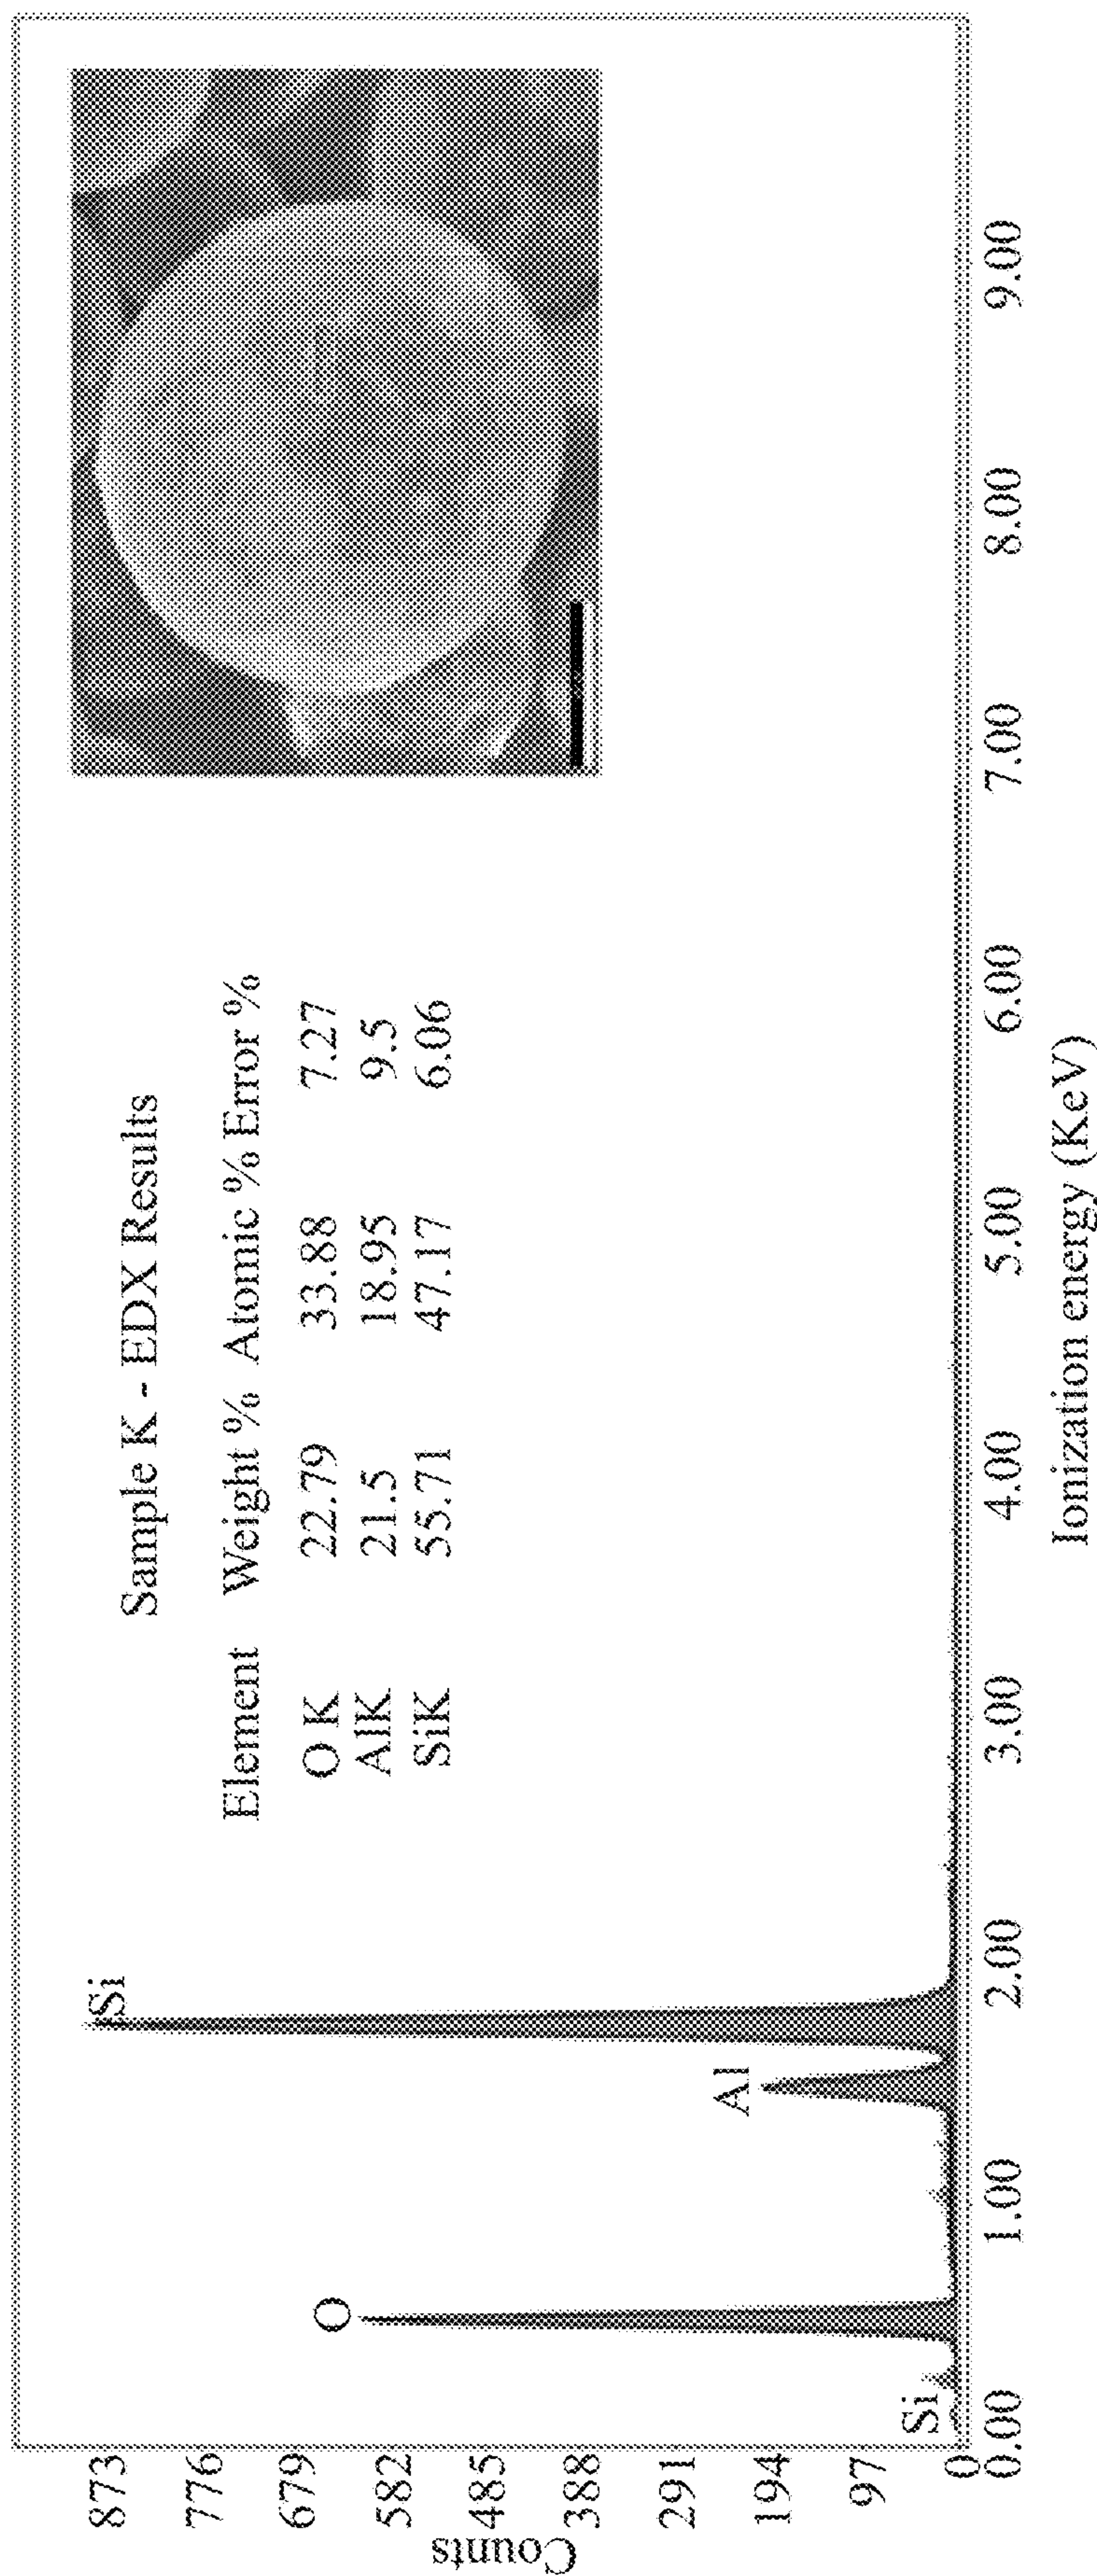 Sample K - EDX Results
Element Weight % Atomic % Error %
O K 22.79 33.88 7.27
AlK 21.5 18.95 9.5
SiK 55.71 47.17 6.06
Counts
873
776
679
582
485
388
291
194
97
0
Si
O
Al
Si
0.00 1.00 2.00 3.00 4.00 5.00 6.00 7.00 8.00 9.00
Ionization energy (KeV)